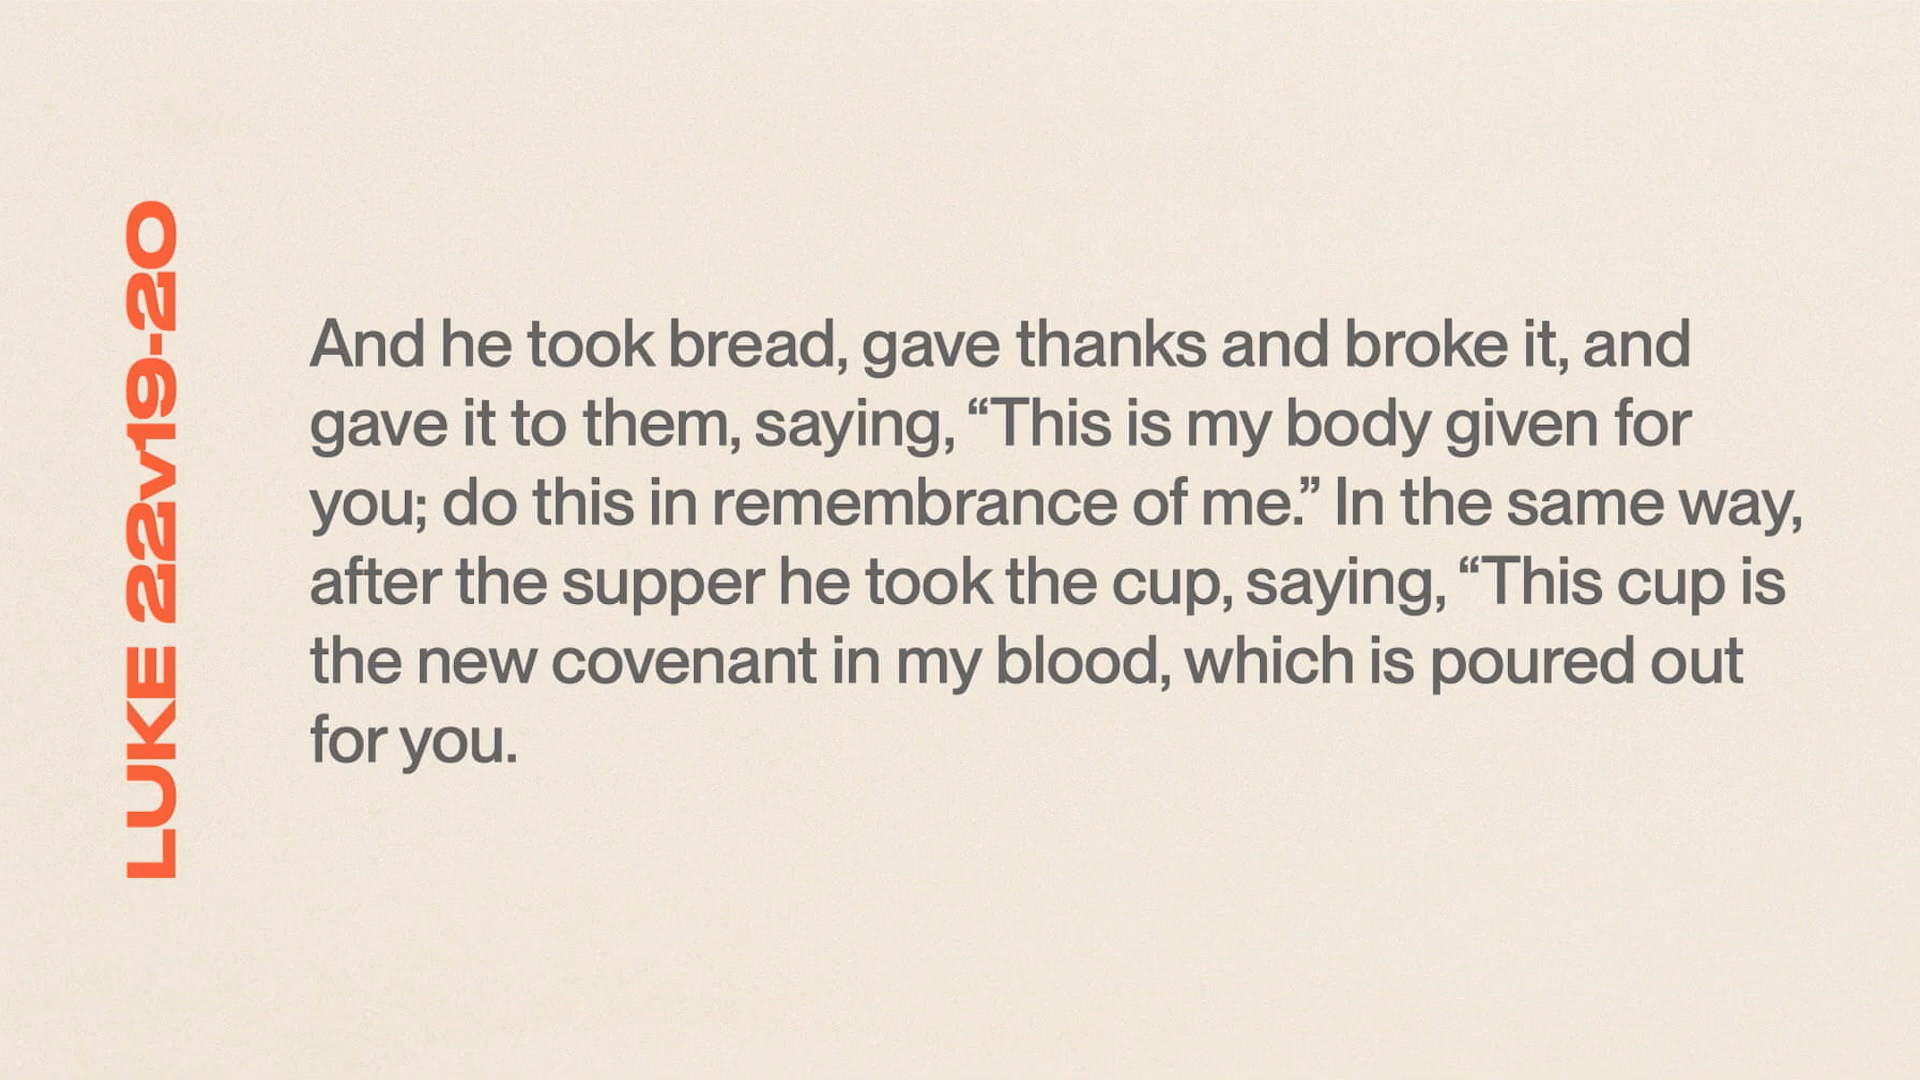 LUKE 22v19-20
And he took bread, gave thanks and broke it, and
gave it to them, saying, “This is my body given for
you; do this in remembrance of me.” In the same way,
after the supper he took the cup, saying, “This cup is
the new covenant in my blood, which is poured out
for you.